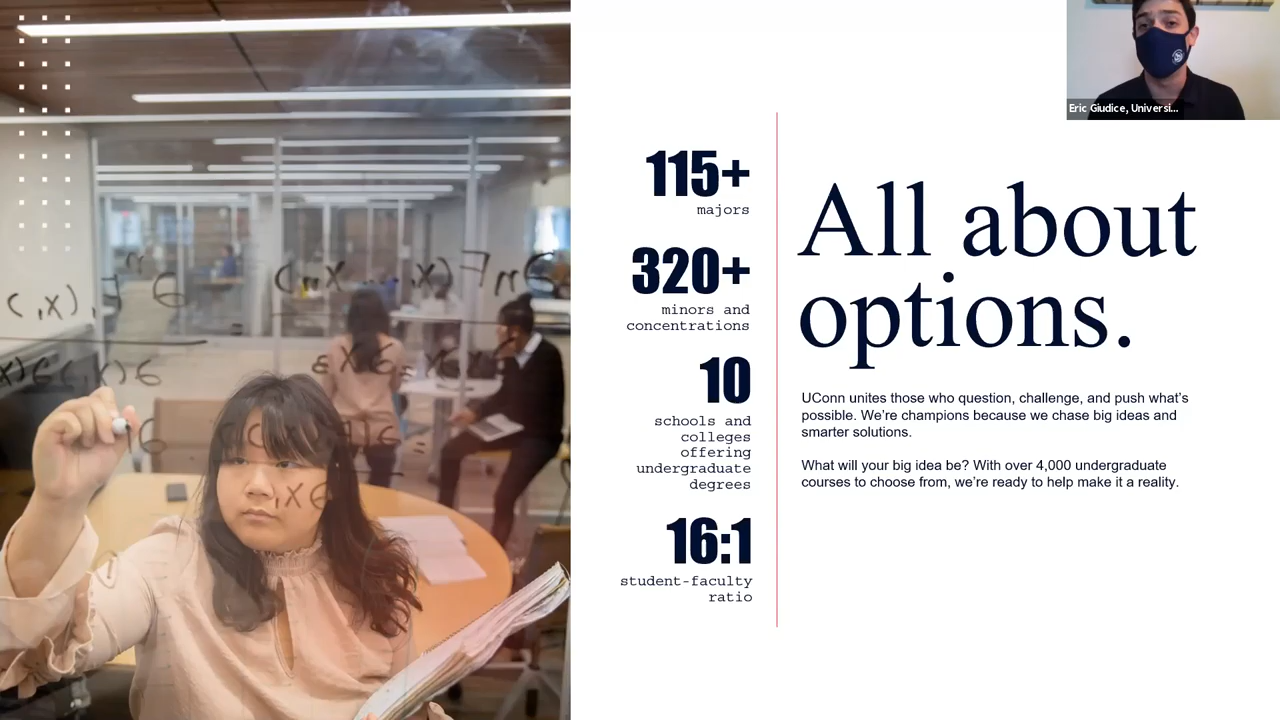 Eric Giudice, Universi...
115+
majors
320+
minors and
concentrations
10
schools and
colleges
offering
undergraduate
degrees
16:1
student-faculty
ratio
All about
options.
UConn unites those who question, challenge, and push what's
possible. We're champions because we chase big ideas and
smarter solutions.
What will your big idea be? With over 4,000 undergraduate
courses to choose from, we're ready to help make it a reality.